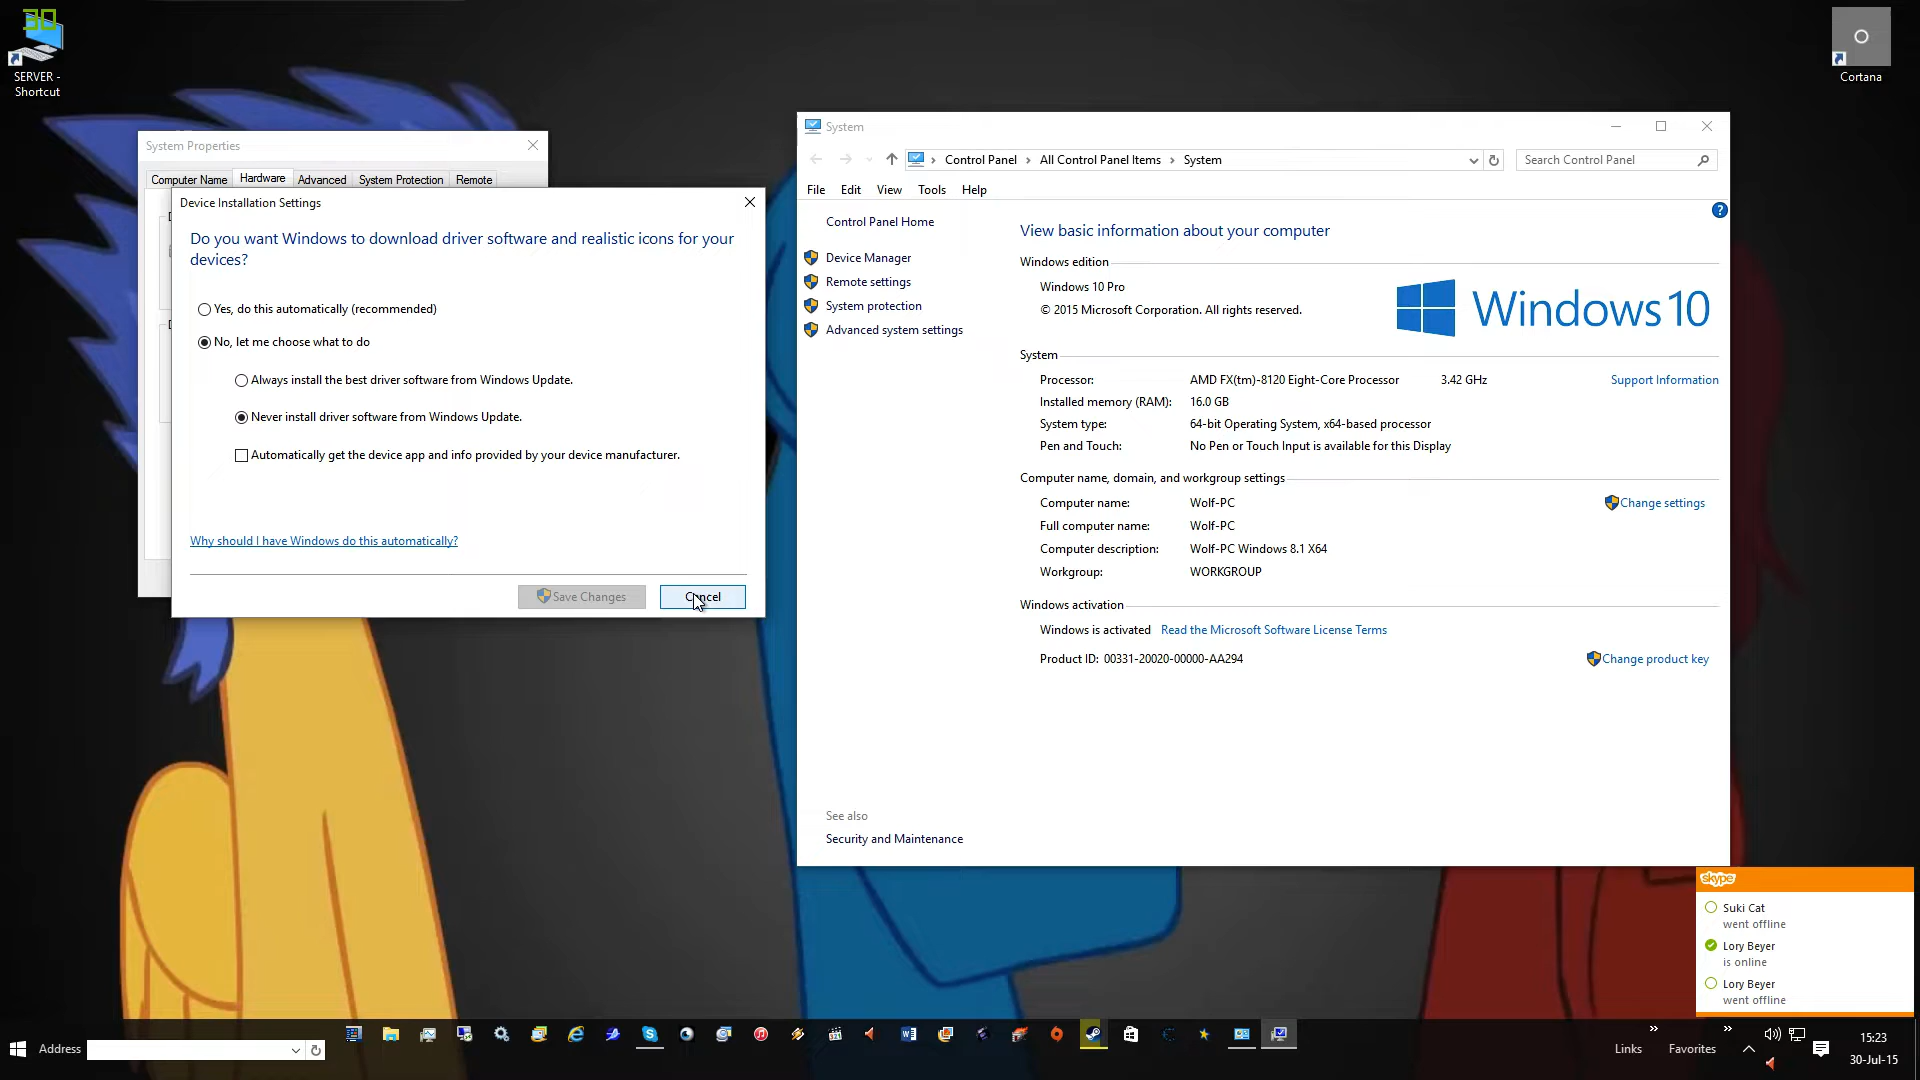 30
SERVER -
Shortcut
Cortana
System Properties
Computer Name
Hardware
Advanced
System Protection
Remote
Device Installation Settings
Do you want Windows to download driver software and realistic icons for your
devices?
Yes, do this automatically (recommended)
No, let me choose what to do
Always install the best driver software from Windows Update.
Never install driver software from Windows Update.
Automatically get the device app and info provided by your device manufacturer.
Why should I have Windows do this automatically?
Save Changes
Cancel
System
Control Panel
All Control Panel Items
System
Search Control Panel
File
Edit
View
Tools
Help
Control Panel Home
Device Manager
Remote settings
System protection
Advanced system settings
See also
Security and Maintenance
View basic information about your computer
Windows edition
Windows 10 Pro
© 2015 Microsoft Corporation. All rights reserved.
Windows 10
System
Processor: AMD FX(tm)-8120 Eight-Core Processor 3.42 GHz
Support Information
Installed memory (RAM): 16.0 GB
System type: 64-bit Operating System, x64-based processor
Pen and Touch: No Pen or Touch Input is available for this Display
Computer name, domain, and workgroup settings
Computer name: Wolf-PC
Change settings
Full computer name: Wolf-PC
Computer description: Wolf-PC Windows 8.1 X64
Workgroup: WORKGROUP
Windows activation
Windows is activated Read the Microsoft Software License Terms
Product ID: 00331-20020-00000-AA294
Change product key
skype
Suki Cat
went offline
Lory Beyer
is online
Lory Beyer
went offline
Address
Links
Favorites
15:23
30-Jul-15